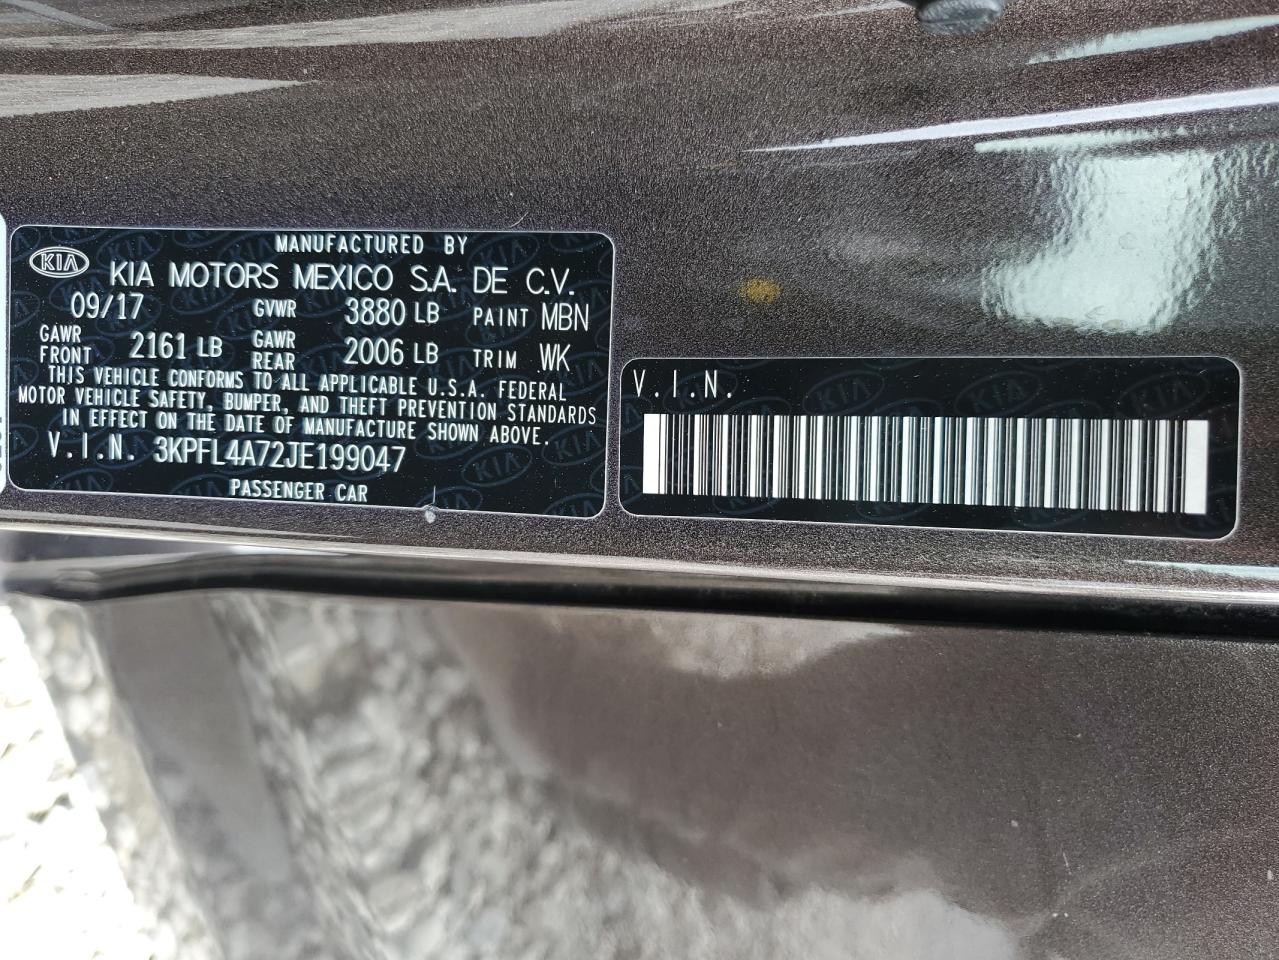 MANUFACTURED BY
KIA KIA MOTORS MEXICO S.A. DE C.V.
09/17 GVWR 3880 LB PAINT MBN
GAWR FRONT 2161 LB GAWR REAR 2006 LB TRIM WK
THIS VEHICLE CONFORMS TO ALL APPLICABLE U.S.A. FEDERAL
MOTOR VEHICLE SAFETY, BUMPER, AND THEFT PREVENTION STANDARDS
IN EFFECT ON THE DATE OF MANUFACTURE SHOWN ABOVE.
V.I.N. 3KPFL4A72JE199047
PASSENGER CAR
V.I.N.